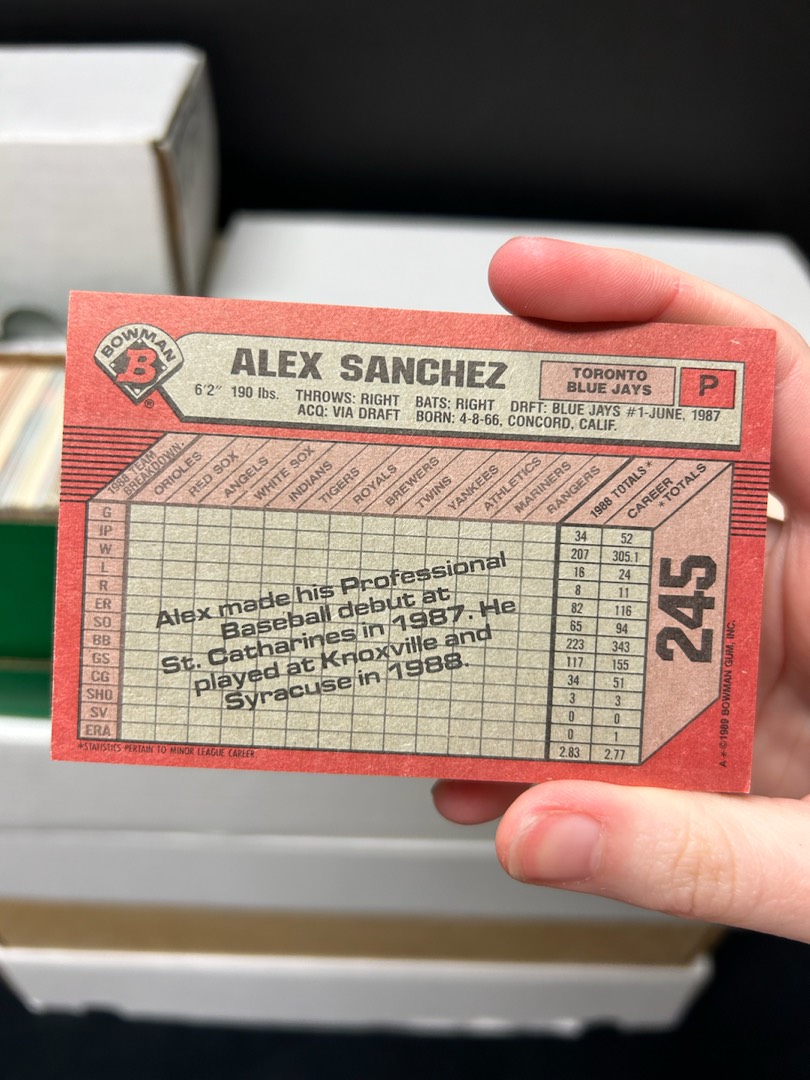 BOWMAN
B
®
ALEX SANCHEZ
TORONTO
BLUE JAYS
P
6'2" 190 lbs. THROWS: RIGHT BATS: RIGHT DRFT: BLUE JAYS #1-JUNE, 1987
ACQ: VIA DRAFT BORN: 4-8-66, CONCORD, CALIF.
1988 TEAM
BREAKDOWN:
ORIOLES
RED SOX
ANGELS
WHITE SOX
INDIANS
TIGERS
ROYALS
BREWERS
TWINS
YANKEES
ATHLETICS
MARINERS
RANGERS
1988 TOTALS*
CAREER
*TOTALS
G 34 52
IP 207 305.1
W 16 24
L 8 11
R 82 116
ER 65 94
SO 223 343
BB 117 155
GS 34 51
CG 3 3
SHO 0 0
SV 0 1
ERA 2.83 2.77
Alex made his Professional
Baseball debut at
St. Catharines in 1987. He
played at Knoxville and
Syracuse in 1988.
245
*STATISTICS PERTAIN TO MINOR LEAGUE CAREER
A * ©1989 BOWMAN GUM, INC.